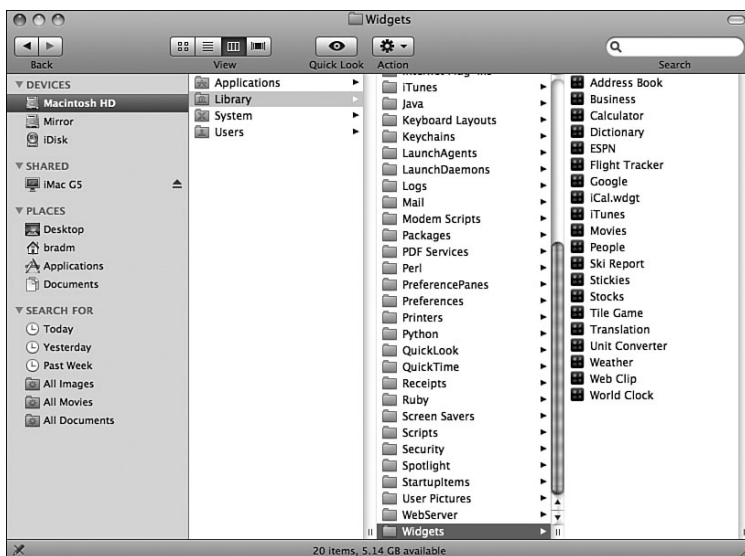 Widgets
Back
View
Quick Look
Action
Search
DEVICES
Macintosh HD
Mirror
iDisk
SHARED
iMac G5
PLACES
Desktop
bradm
Applications
Documents
SEARCH FOR
Today
Yesterday
Past Week
All Images
All Movies
All Documents
Applications
Library
System
Users
iTunes
Java
Keyboard Layouts
Keychains
LaunchAgents
LaunchDaemons
Logs
Mail
Modem Scripts
Packages
PDF Services
Perl
PreferencePanes
Preferences
Printers
Python
QuickLook
QuickTime
Receipts
Ruby
Screen Savers
Scripts
Security
Spotlight
StartupItems
User Pictures
WebServer
Widgets
Address Book
Business
Calculator
Dictionary
ESPN
Flight Tracker
Google
iCal.wdgt
iTunes
Movies
People
Ski Report
Stickies
Stocks
Tile Game
Translation
Unit Converter
Weather
Web Clip
World Clock
20 items, 5.14 GB available